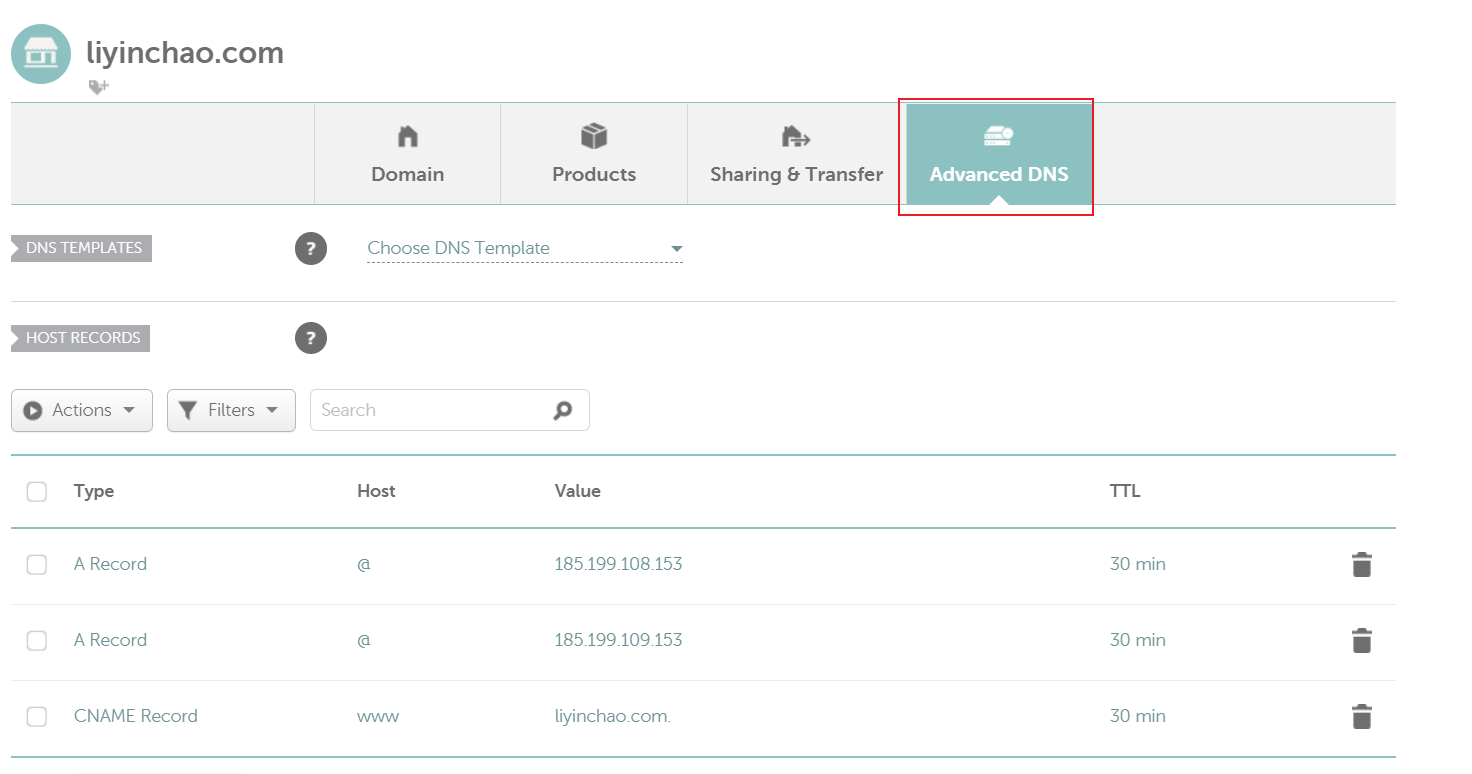 liyinchao.com
Domain
Products
Sharing & Transfer
Advanced DNS
DNS TEMPLATES
?
Choose DNS Template
HOST RECORDS
?
Actions
Filters
Search
Type Host Value TTL
A Record @ 185.199.108.153 30 min
A Record @ 185.199.109.153 30 min
CNAME Record www liyinchao.com. 30 min